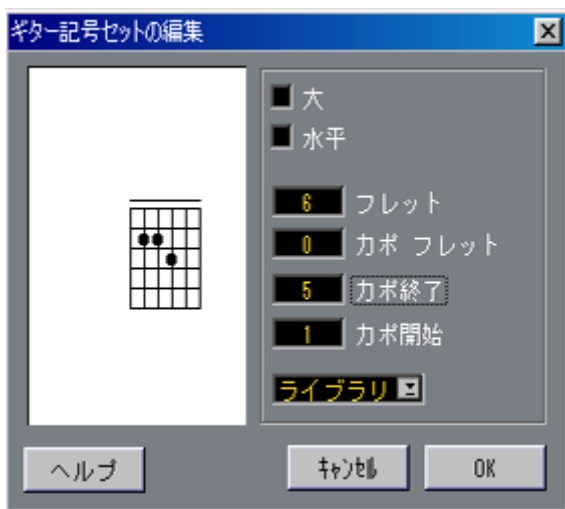 ギター記号セットの編集
大
水平
6 フレット
0 カポ フレット
5 カポ終了
1 カポ開始
ライブラリ
ヘルプ キャンセル OK